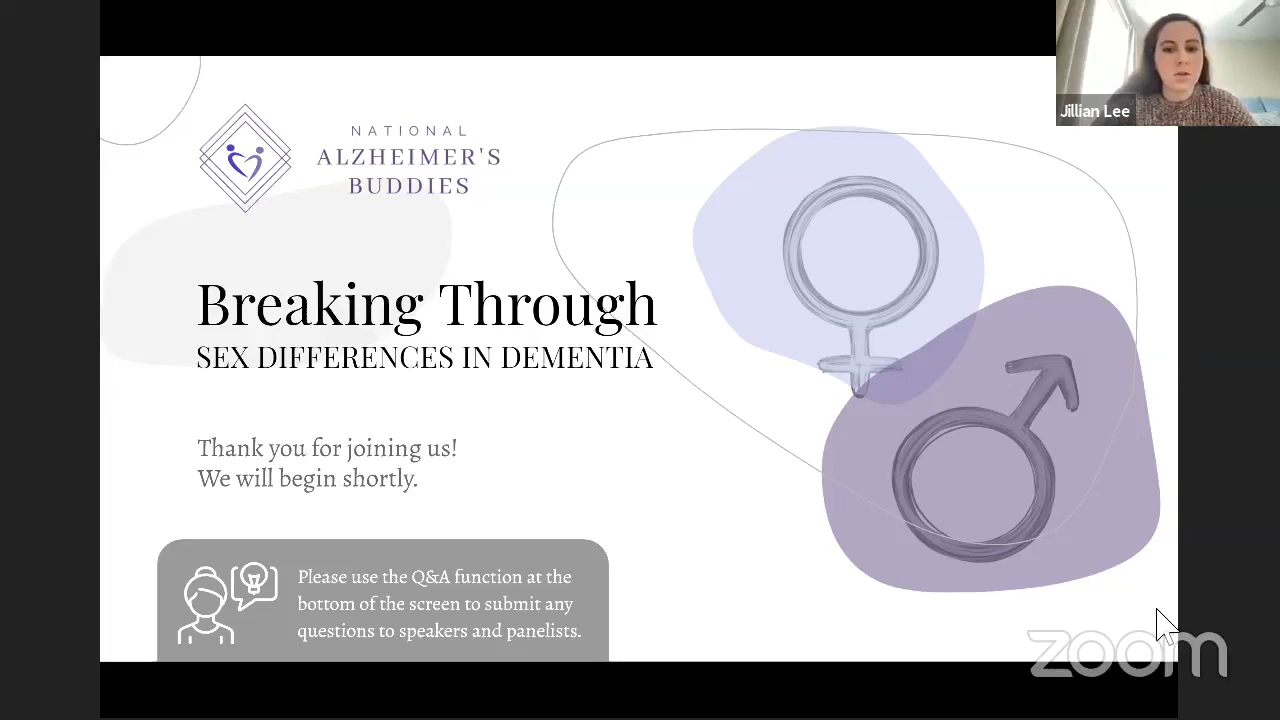 Jillian Lee
NATIONAL
ALZHEIMER'S
BUDDIES
Breaking Through
SEX DIFFERENCES IN DEMENTIA
Thank you for joining us!
We will begin shortly.
Please use the Q&A function at the
bottom of the screen to submit any
questions to speakers and panelists.
zoom